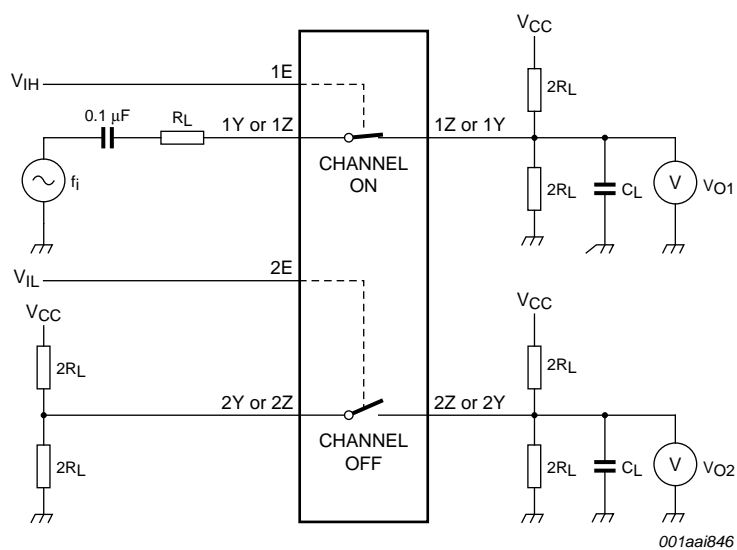 VCC
1E
VIH
2RL
0.1 μF
RL
1Y or 1Z
1Z or 1Y
CHANNEL
ON
fi
2RL
CL
V
VO1
2E
VIL
VCC
VCC
2RL
2RL
2Y or 2Z
2Z or 2Y
CHANNEL
OFF
2RL
2RL
CL
V
VO2
001aai846